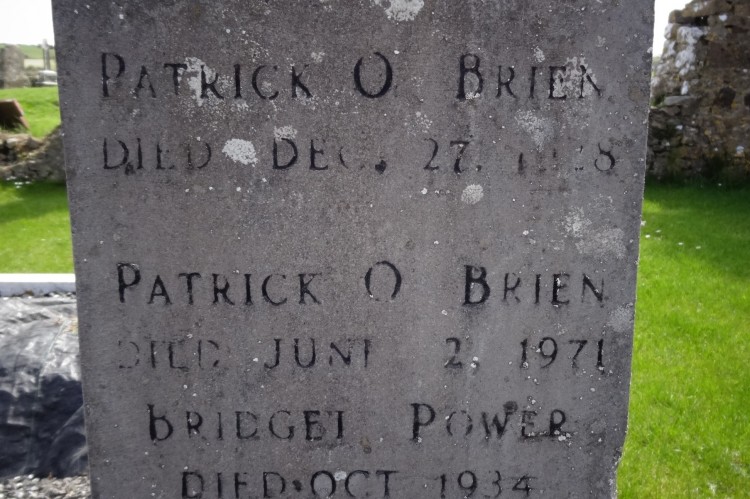 PATRICK O BRIEN
DIED DEC. 27,
PATRICK O BRIEN
DIED JUNE 2, 1971
BRIDGET POWER
DIED OCT 1934